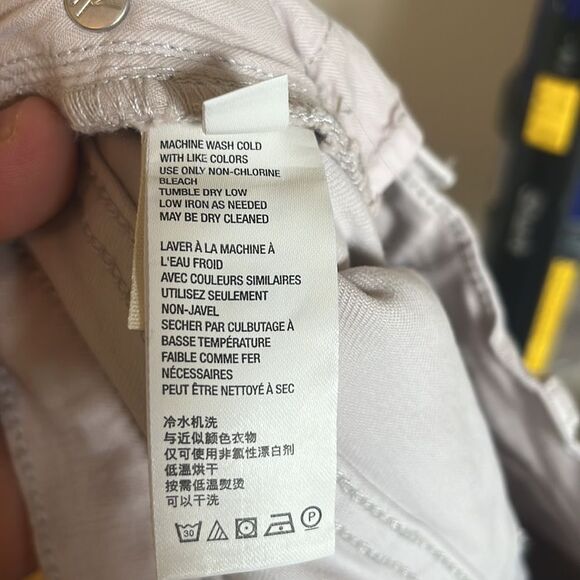 MACHINE WASH COLD
WITH LIKE COLORS
USE ONLY NON-CHLORINE
BLEACH
TUMBLE DRY LOW
LOW IRON AS NEEDED
MAY BE DRY CLEANED
LAVER À LA MACHINE À
L'EAU FROID
AVEC COULEURS SIMILAIRES
UTILISEZ SEULEMENT
NON-JAVEL
SECHER PAR CULBUTAGE À
BASSE TEMPÉRATURE
FAIBLE COMME FER
NÉCESSAIRES
PEUT ÊTRE NETTOYÉ À SEC
冷水机洗
与近似颜色衣物
仅可使用非氯性漂白剂
低温烘干
按需低温熨烫
可以干洗
30 P